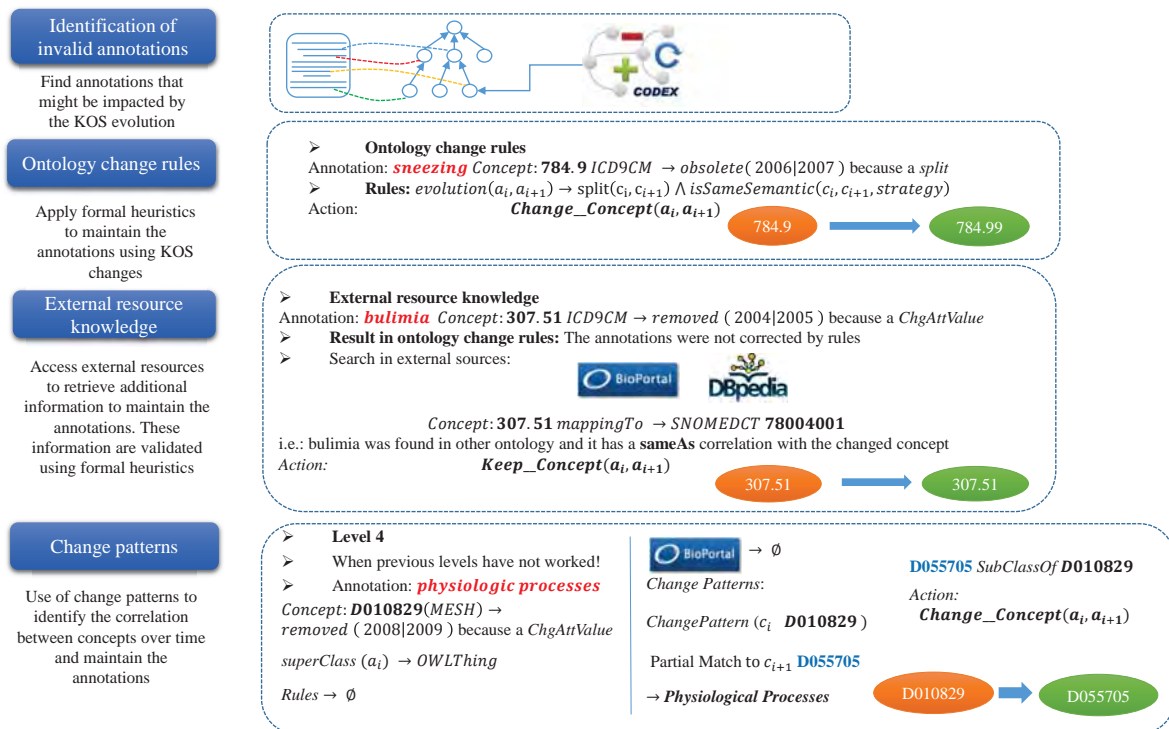 Identification of
invalid annotations
Find annotations that
might be impacted by
the KOS evolution
CODEX
Ontology change rules
Apply formal heuristics
to maintain the
annotations using KOS
changes
➢ Ontology change rules
Annotation: sneezing Concept: 784.9 ICD9CM → obsolete( 2006|2007 ) because a split
➢ Rules: evolution(aᵢ, aᵢ₊₁) → split(cᵢ, cᵢ₊₁) ⋀ isSameSemantic(cᵢ, cᵢ₊₁, strategy)
Action: Change_Concept(aᵢ, aᵢ₊₁)
784.9
784.99
External resource
knowledge
Access external resources
to retrieve additional
information to maintain the
annotations. These
information are validated
using formal heuristics
➢ External resource knowledge
Annotation: bulimia Concept: 307.51 ICD9CM → removed ( 2004|2005 ) because a ChgAttValue
➢ Result in ontology change rules: The annotations were not corrected by rules
➢ Search in external sources:
BioPortal
DBpedia
Concept: 307.51 mappingTo → SNOMEDCT 78004001
i.e.: bulimia was found in other ontology and it has a sameAs correlation with the changed concept
Action: Keep_Concept(aᵢ, aᵢ₊₁)
307.51
307.51
Change patterns
Use of change patterns to
identify the correlation
between concepts over time
and maintain the
annotations
➢ Level 4
➢ When previous levels have not worked!
➢ Annotation: physiologic processes
Concept: D010829(MESH) →
removed ( 2008|2009 ) because a ChgAttValue
superClass (aᵢ) → OWLThing
Rules → ∅
BioPortal → ∅
Change Patterns:
ChangePattern (cᵢ D010829 )
Partial Match to cᵢ₊₁ D055705
→ Physiological Processes
D055705 SubClassOf D010829
Action:
Change_Concept(aᵢ, aᵢ₊₁)
D010829
D055705